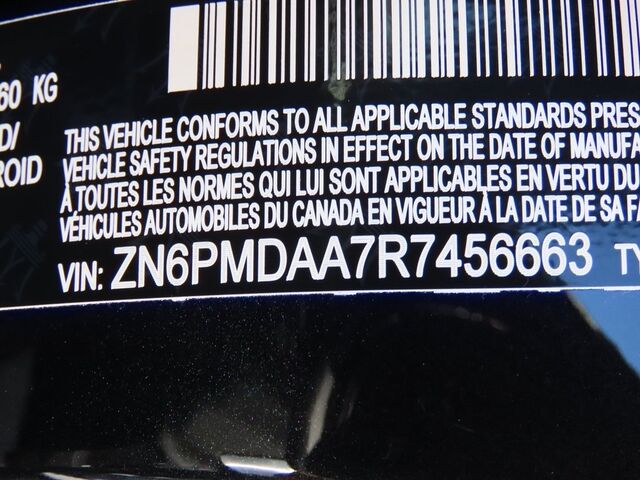 60 KG
D/
ROID
THIS VEHICLE CONFORMS TO ALL APPLICABLE STANDARDS PRES
VEHICLE SAFETY REGULATIONS IN EFFECT ON THE DATE OF MANUFA
À TOUTES LES NORMES QUI LUI SONT APPLICABLES EN VERTU DU
VÉHICULES AUTOMOBILES DU CANADA EN VIGUEUR À LA DATE DE SA FA
VIN: ZN6PMDAA7R7456663 TY